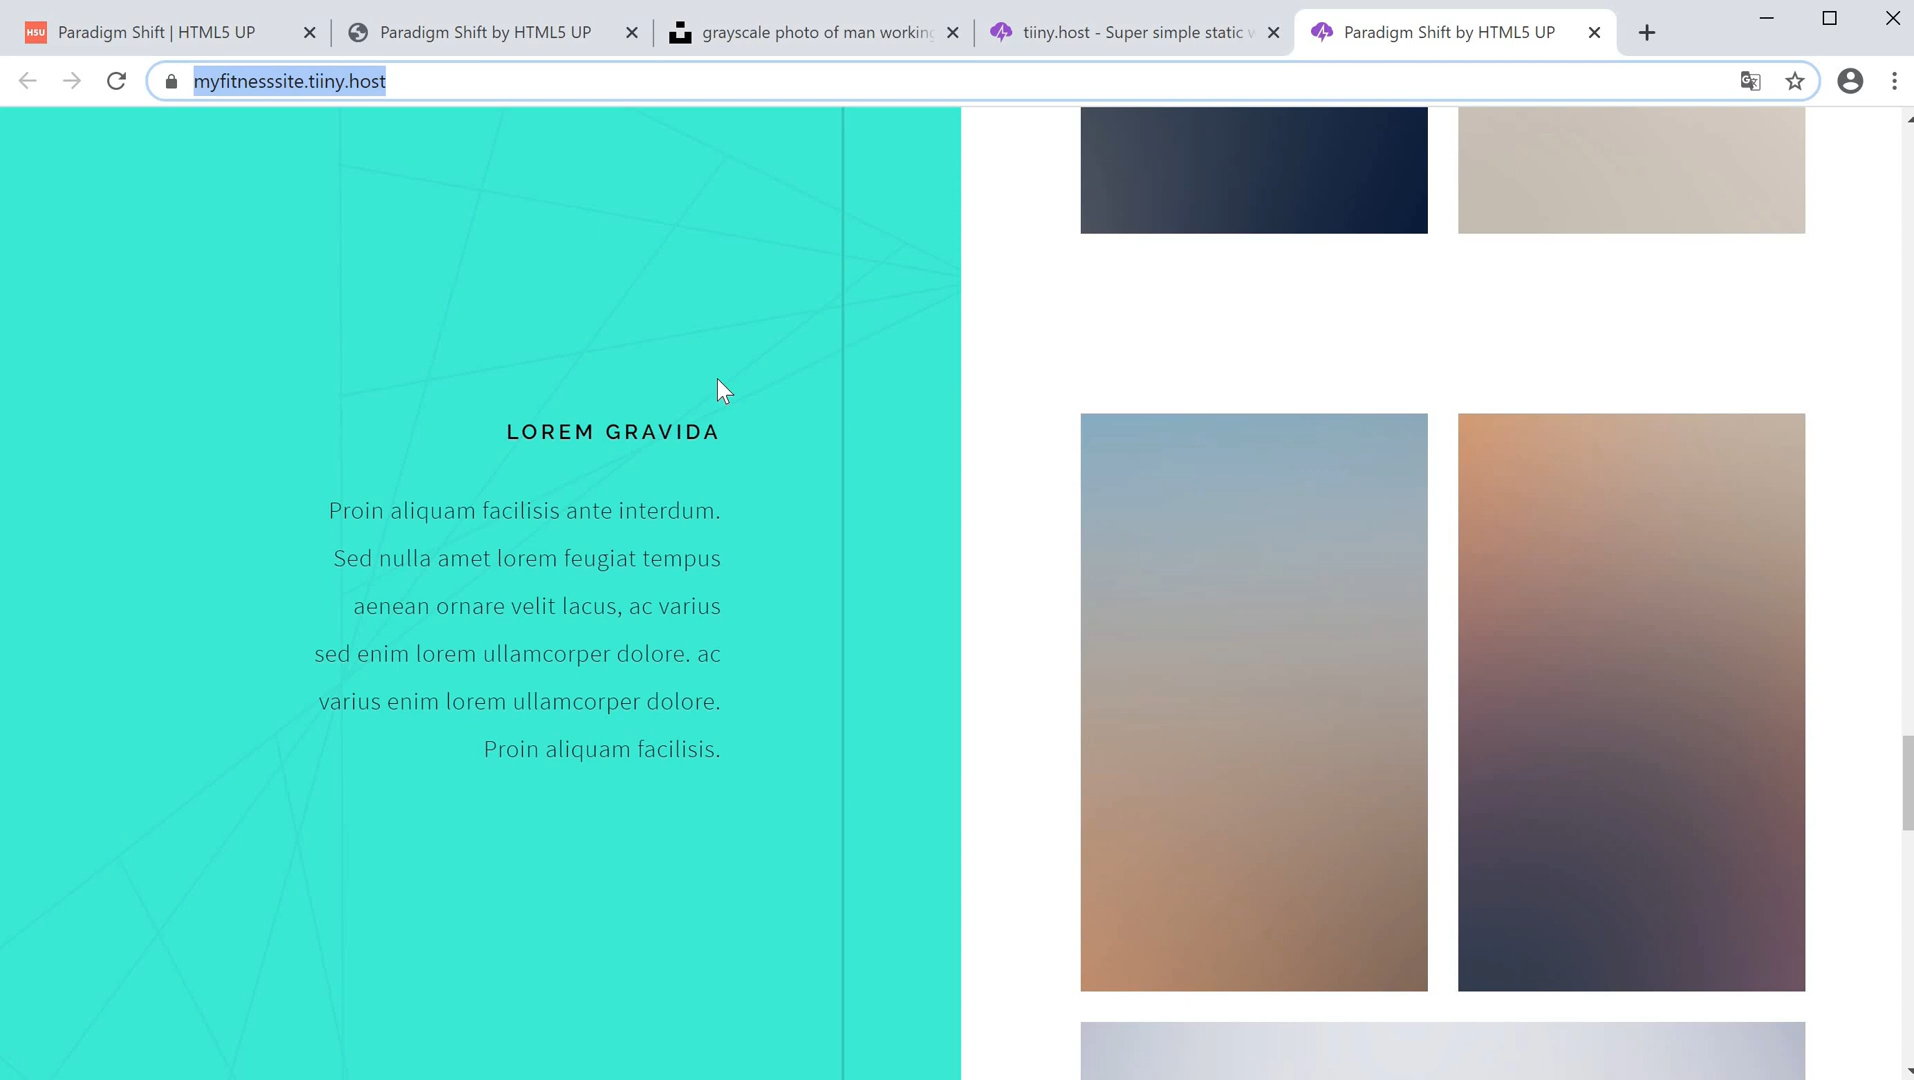 H5U
Paradigm Shift | HTML5 UP
Paradigm Shift by HTML5 UP
grayscale photo of man working
tiiny.host - Super simple static w
Paradigm Shift by HTML5 UP
myfitnesssite.tiiny.host
LOREM GRAVIDA
Proin aliquam facilisis ante interdum.
Sed nulla amet lorem feugiat tempus
aenean ornare velit lacus, ac varius
sed enim lorem ullamcorper dolore. ac
varius enim lorem ullamcorper dolore.
Proin aliquam facilisis.